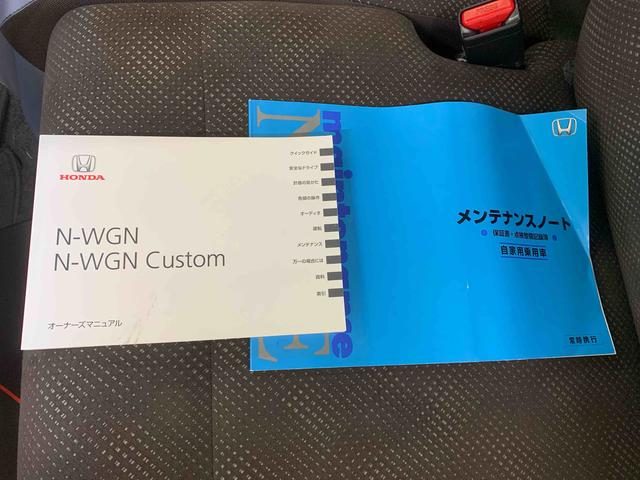 HONDA
N-WGN
N-WGN Custom
オーナーズマニュアル
クイックガイド
安全なドライブ
計器の見かた
各部の操作
オーディオ
運転
メンテナンス
万一の場合には
資料
索引
maintenance
メンテナンスノート
保証書・点検整備記録簿
自家用乗用車
常時携行
PRESS